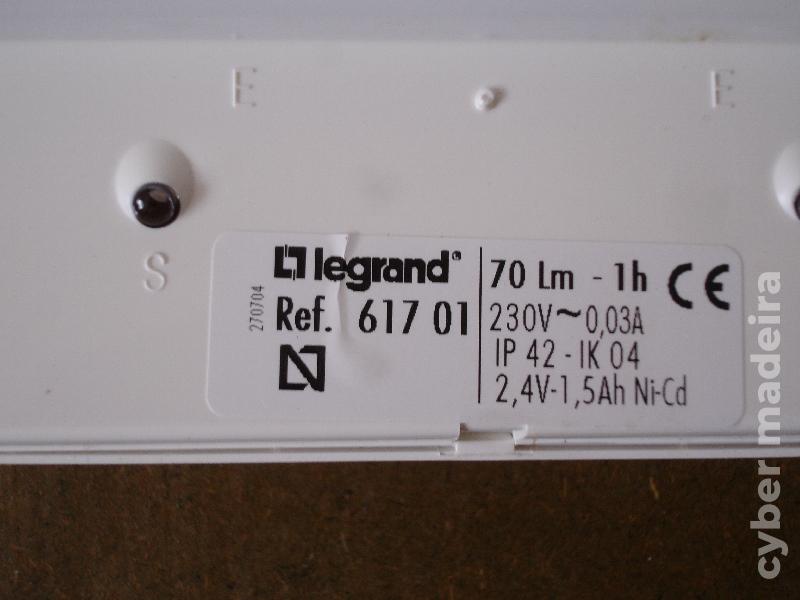 E E
S
legrand®
Ref. 617 01
270704
N
70 Lm - 1h
230V~0,03A
IP 42 - IK 04
2,4V-1,5Ah Ni-Cd
CE
cyber madeira